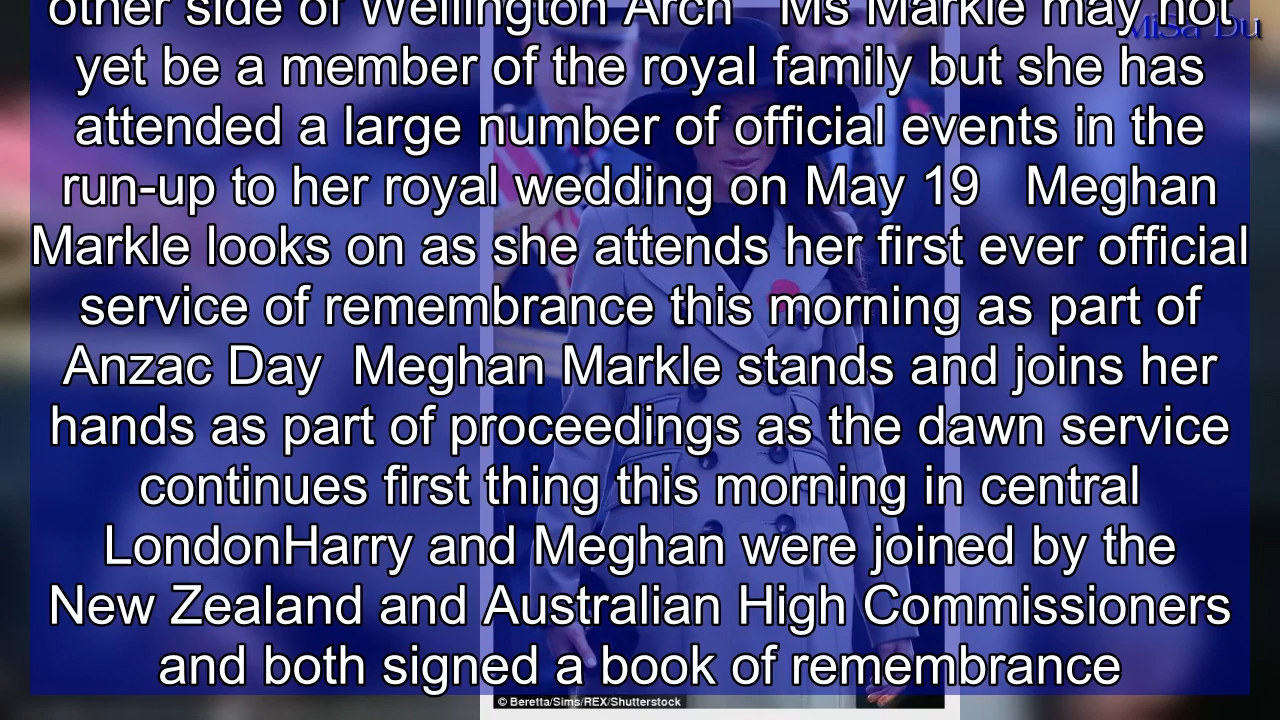 other side of Wellington Arch   Ms Markle may not
MiSa Du
yet be a member of the royal family but she has
attended a large number of official events in the
run-up to her royal wedding on May 19   Meghan
Markle looks on as she attends her first ever official
service of remembrance this morning as part of
Anzac Day  Meghan Markle stands and joins her
hands as part of proceedings as the dawn service
continues first thing this morning in central
LondonHarry and Meghan were joined by the
New Zealand and Australian High Commissioners
and both signed a book of remembrance
© Beretta/Sims/REX/Shutterstock